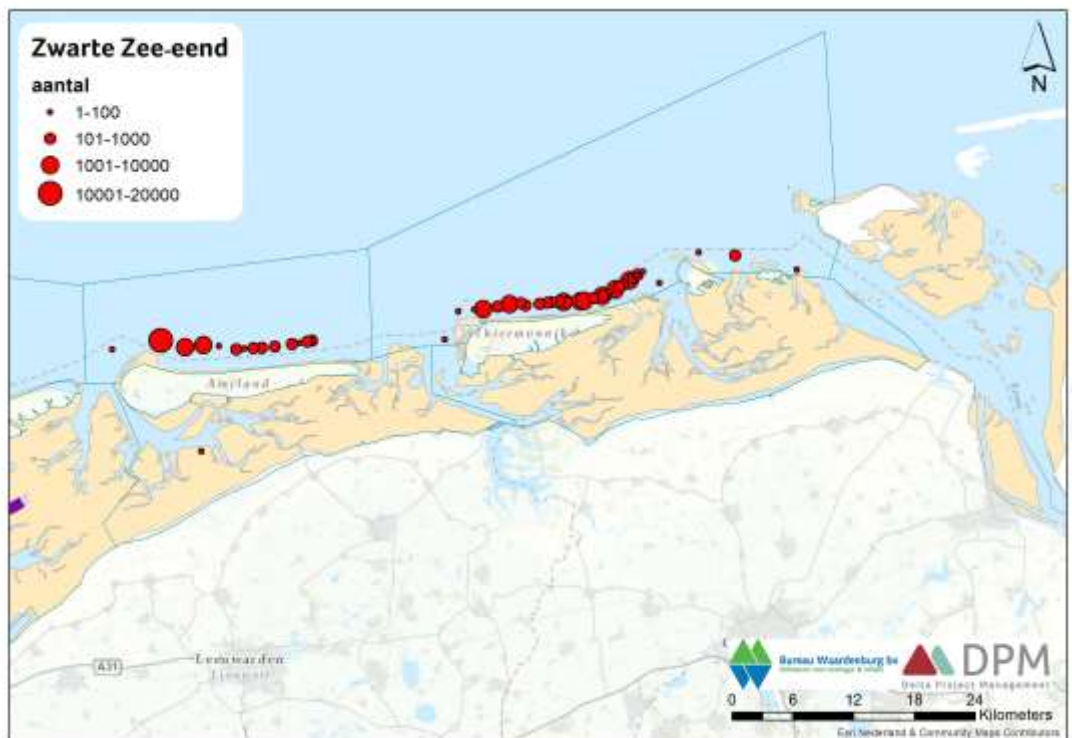 Zwarte Zee-eend
aantal
1-100
101-1000
1001-10000
10001-20000
N
Ameland
A31
Leeuwarden
Bureau Waardenburg bv
DPM
Delta Project Management
0 6 12 18 24
Kilometers
Esri Nederland & Community Maps Contributors